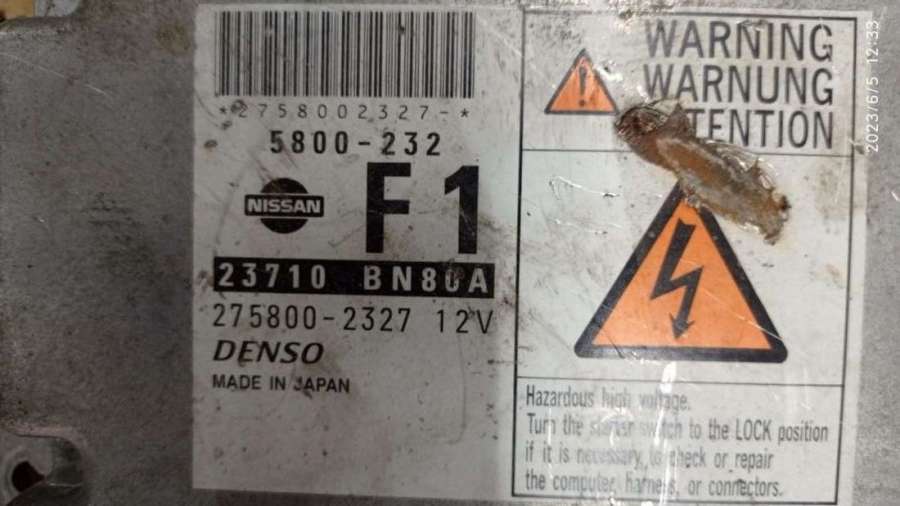 *2758002327-*
5800-232
F1
NISSAN
23710 BN80A
275800-2327 12V
DENSO
MADE IN JAPAN
WARNING
WARNUNG
TENTION
Hazardous high voltage.
Turn the starter switch to the LOCK position
if it is necessary to check or repair
the computer, harness, or connectors.
2023/6/5 12:33